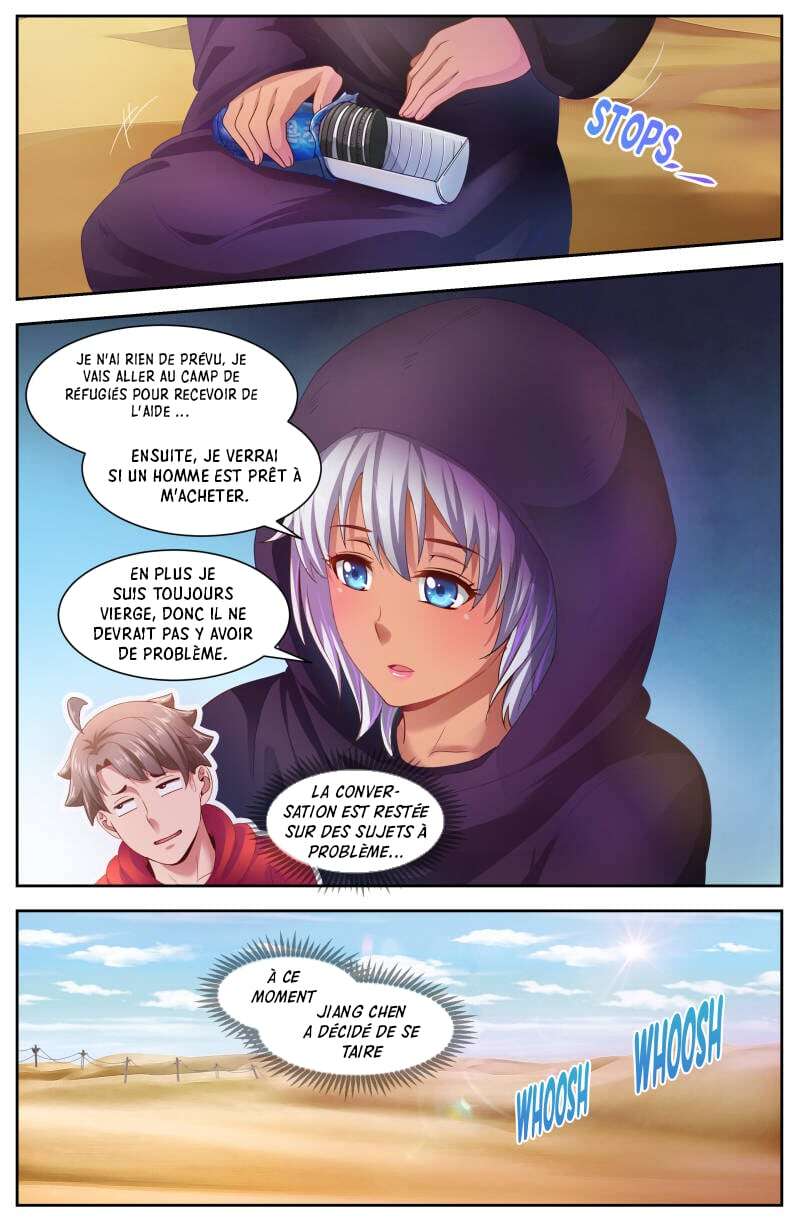 STOPS...
JE N'AI RIEN DE PRÉVU, JE
VAIS ALLER AU CAMP DE
RÉFUGIÉS POUR RECEVOIR DE
L'AIDE ...
ENSUITE, JE VERRAI
SI UN HOMME EST PRÊT À
M'ACHETER.
EN PLUS JE
SUIS TOUJOURS
VIERGE, DONC IL NE
DEVRAIT PAS Y AVOIR
DE PROBLÈME.
LA CONVER-
SATION EST RESTÉE
SUR DES SUJETS À
PROBLÈME...
À CE
MOMENT
JIANG CHEN
A DÉCIDÉ DE SE
TAIRE
WHOOSH
WHOOSH